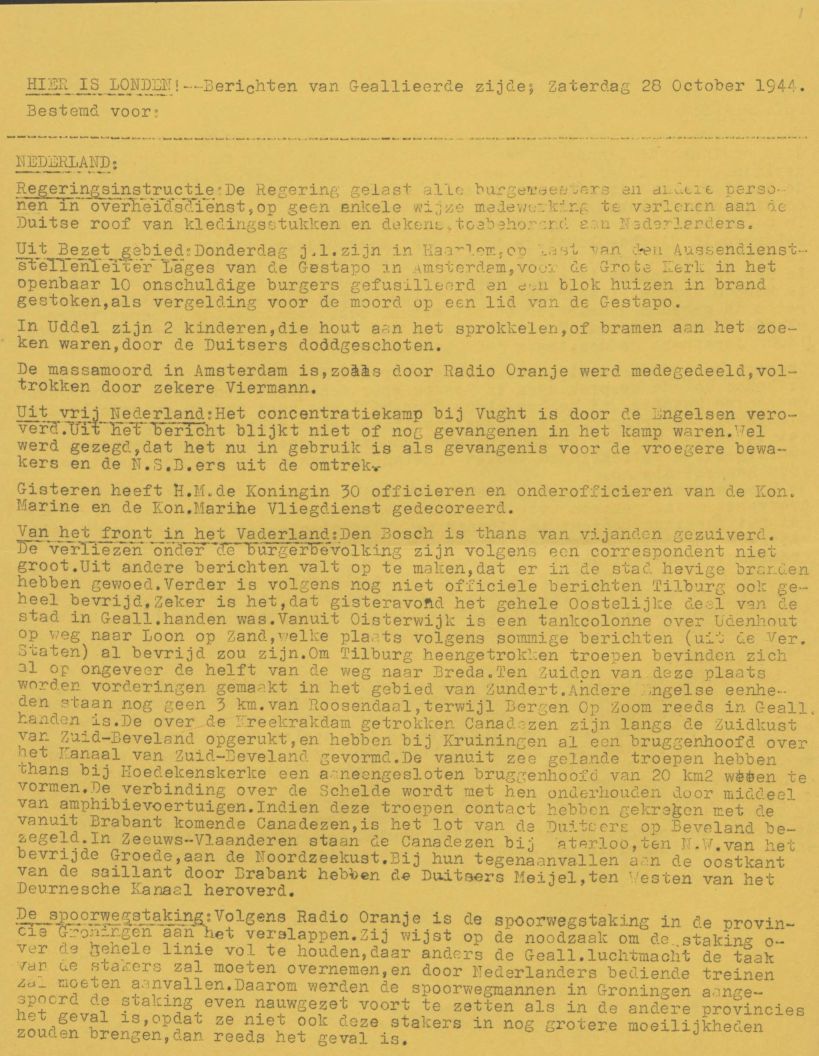 1
HIER IS LONDEN!--Berichten van Geallieerde zijde; Zaterdag 28 October 1944.
Bestemd voor:
NEDERLAND:
Regeringsinstructie:De Regering gelast alle burgemeesters en andere perso-
nen in overheidsdienst,op geen enkele wijze medewerking te verlenen aan de
Duitse roof van kledingsstukken en dekens,toebehorend aan Nederlanders.
Uit Bezet gebied:Donderdag j.l.zijn in Haarlem,op last van den Aussendienst-
stellenleiter Lages van de Gestapo in Amsterdam,voor de Grote Kerk in het
openbaar 10 onschuldige burgers gefusilleerd en een blok huizen in brand
gestoken,als vergelding voor de moord op een lid van de Gestapo.
In Uddel zijn 2 kinderen,die hout aan het sprokkelen,of bramen aan het zoe-
ken waren,door de Duitsers doddgeschoten.
De massamoord in Amsterdam is,zoals door Radio Oranje werd medegedeeld,vol-
trokken door zekere Viermann.
Uit vrij Nederland:Het concentratiekamp bij Vught is door de Engelsen vero-
verd.Uit het bericht blijkt niet of nog gevangenen in het kamp waren.Wel
werd gezegd,dat het nu in gebruik is als gevangenis voor de vroegere bewa-
kers en de N.S.B.ers uit de omtrek.
Gisteren heeft H.M.de Koningin 30 officieren en onderofficieren van de Kon.
Marine en de Kon.Marihe Vliegdienst gedecoreerd.
Van het front in het Vaderland:Den Bosch is thans van vijanden gezuiverd.
De verliezen onder de burgerbevolking zijn volgens een correspondent niet
groot.Uit andere berichten valt op te maken,dat er in de stad hevige branden
hebben gewoed.Verder is volgens nog niet officiele berichten Tilburg ook ge-
heel bevrijd.Zeker is het,dat gisteravond het gehele Oostelijke deel van de
stad in Geall.handen was.Vanuit Oisterwijk is een tankcolonne over Udenhout
op weg naar Loon op Zand,welke plaats volgens sommige berichten (uit de Ver.
Staten) al bevrijd zou zijn.Om Tilburg heengetrokken troepen bevinden zich
al op ongeveer de helft van de weg naar Breda.Ten Zuiden van deze plaats
worden vorderingen gemaakt in het gebied van Zundert.Andere Engelse eenhe-
den staan nog geen 3 km.van Roosendaal,terwijl Bergen Op Zoom reeds in Geall.
handen is.De over de Kreekrakdam getrokken Canadezen zijn langs de Zuidkust
van Zuid-Beveland opgerukt,en hebben bij Kruiningen al een bruggenhoofd over
het Kanaal van Zuid-Beveland gevormd.De vanuit zee gelande troepen hebben
thans bij Hoedekenskerke een aaneengesloten bruggenhoofd van 20 km2 weten te
vormen.De verbinding over de Schelde wordt met hen onderhouden door middeel
van amphibievoertuigen.Indien deze troepen contact hebben gekregen met de
vanuit Brabant komende Canadezen,is het lot van de Duitsers op Beveland be-
zegeld.In Zeeuws-Vlaanderen staan de Canadezen bij Waterloo,ten N.W.van het
bevrijde Groede,aan de Noordzeekust.Bij hun tegenaanvallen aan de oostkant
van de saillant door Brabant hebben de Duitsers Meijel,ten Westen van het
Deurnesche Kanaal heroverd.
De spoorwegstaking:Volgens Radio Oranje is de spoorwegstaking in de provin-
cie Groningen aan het verslappen.Zij wijst op de noodzaak om de staking o-
ver de gehele linie vol te houden,daar anders de Geall.luchtmacht de taak
van de stakers zal moeten overnemen,en door Nederlanders bediende treinen
zal moeten aanvallen.Daarom werden de spoorwegmannen in Groningen aange-
spoord de staking even nauwgezet voort te zetten als in de andere provincies
het geval is,opdat ze niet ook deze stakers in nog grotere moeilijkheden
zouden brengen,dan reeds het geval is.